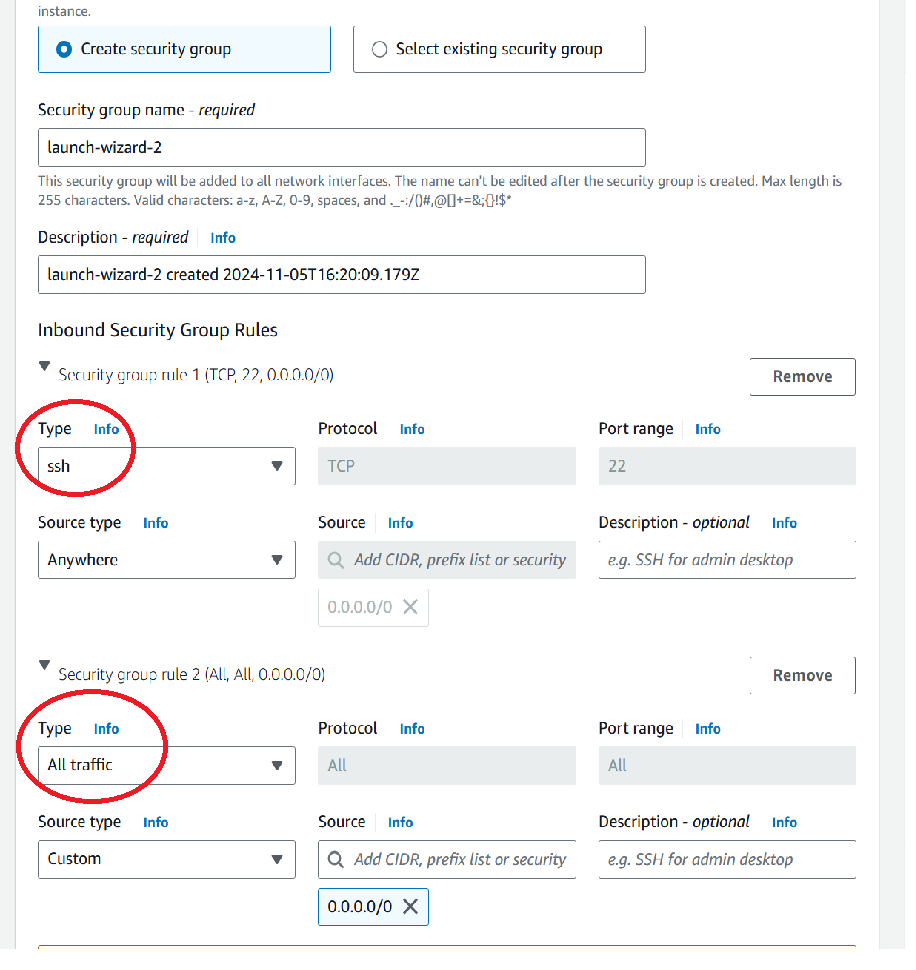 instance.
Create security group
Select existing security group
Security group name - required
launch-wizard-2
This security group will be added to all network interfaces. The name can't be edited after the security group is created. Max length is
255 characters. Valid characters: a-z, A-Z, 0-9, spaces, and ._-:/()#,@[]+=&;{}!$*
Description - required Info
launch-wizard-2 created 2024-11-05T16:20:09.179Z
Inbound Security Group Rules
Security group rule 1 (TCP, 22, 0.0.0.0/0)
Remove
Type Info
Protocol Info
Port range Info
ssh
TCP
22
Source type Info
Source Info
Description - optional Info
Anywhere
Add CIDR, prefix list or security
e.g. SSH for admin desktop
0.0.0.0/0
Security group rule 2 (All, All, 0.0.0.0/0)
Remove
Type Info
Protocol Info
Port range Info
All traffic
All
All
Source type Info
Source Info
Description - optional Info
Custom
Add CIDR, prefix list or security
e.g. SSH for admin desktop
0.0.0.0/0